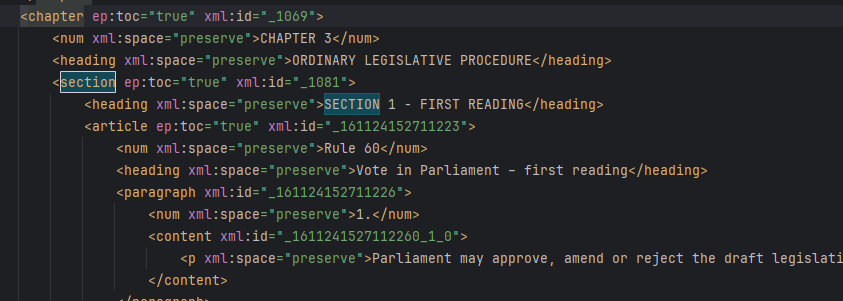 <chapter ep:toc="true" xml:id="_1069">
<num xml:space="preserve">CHAPTER 3</num>
<heading xml:space="preserve">ORDINARY LEGISLATIVE PROCEDURE</heading>
<section ep:toc="true" xml:id="_1081">
<heading xml:space="preserve">SECTION 1 - FIRST READING</heading>
<article ep:toc="true" xml:id="_161124152711223">
<num xml:space="preserve">Rule 60</num>
<heading xml:space="preserve">Vote in Parliament – first reading</heading>
<paragraph xml:id="_161124152711226">
<num xml:space="preserve">1.</num>
<content xml:id="_1611241527112260_1_0">
<p xml:space="preserve">Parliament may approve, amend or reject the draft legislati
</content>
</paragraph>